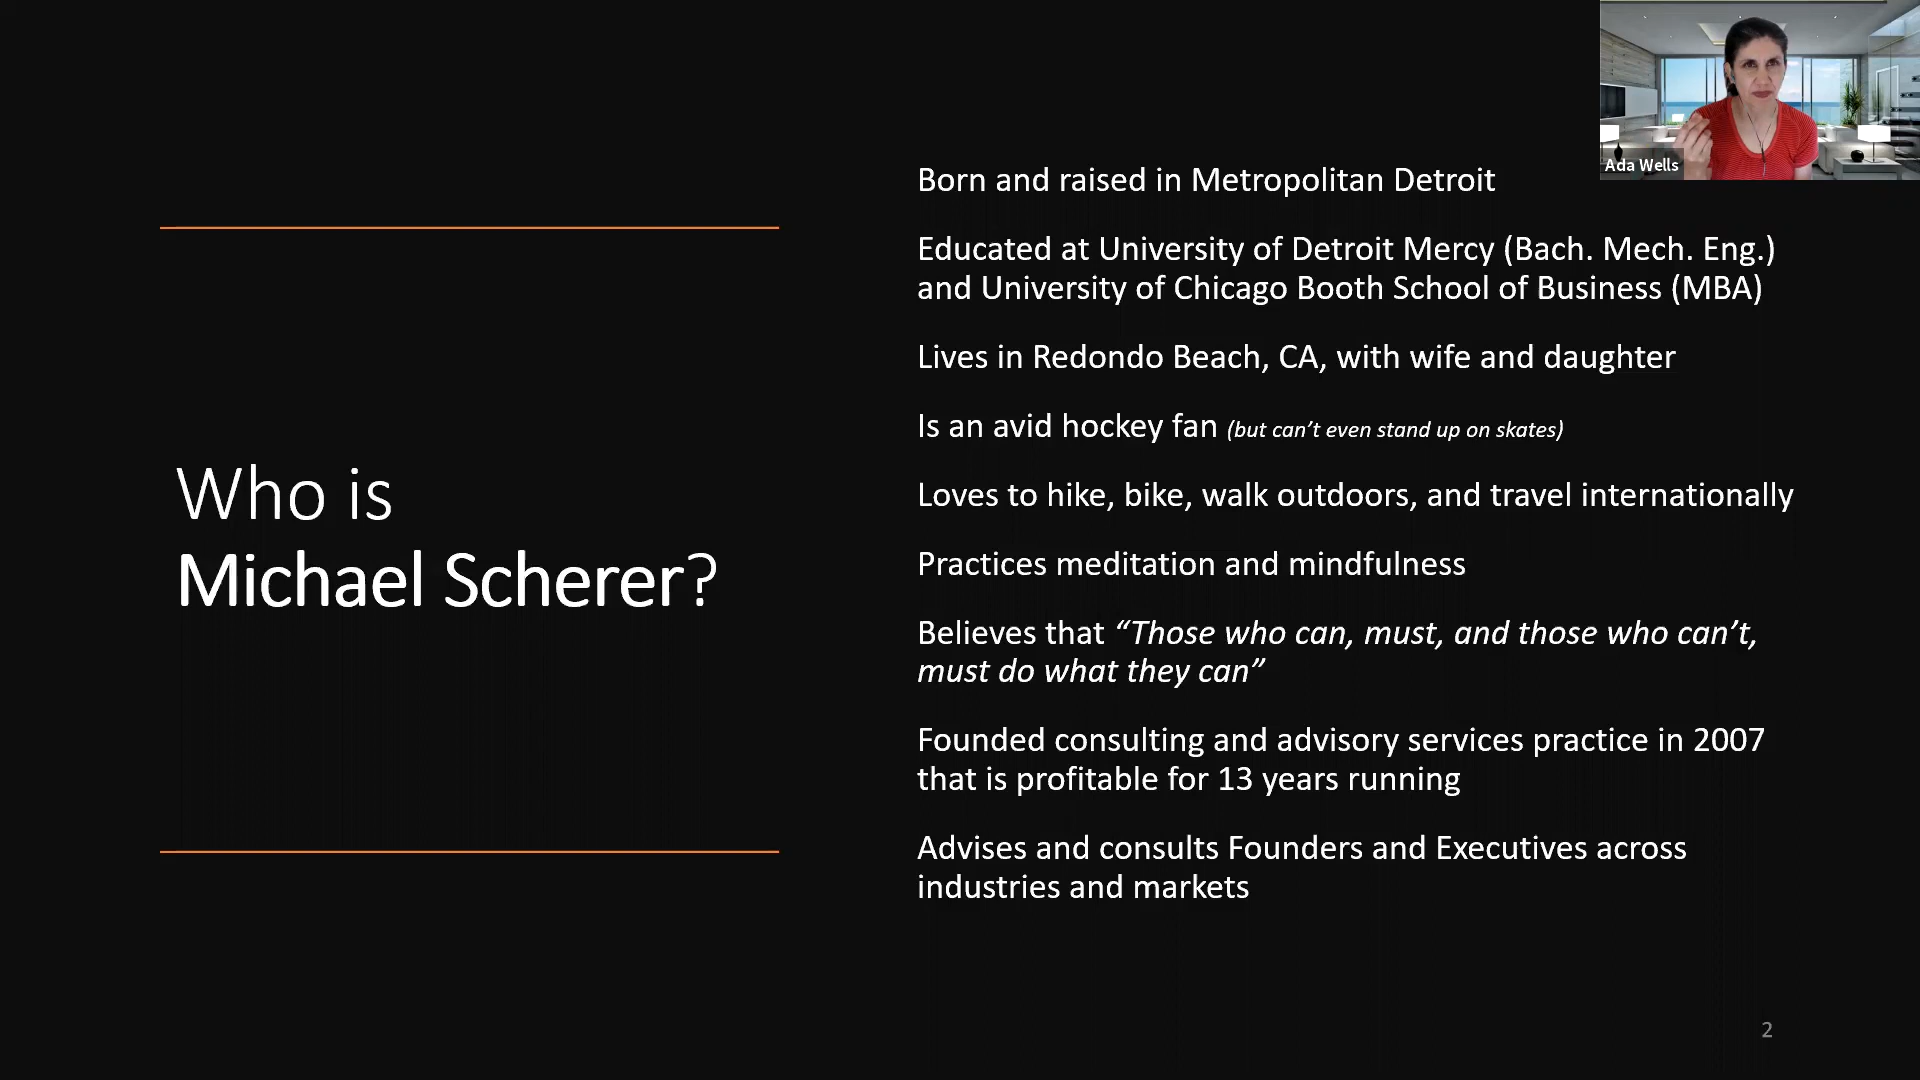 Who is
Michael Scherer?
Born and raised in Metropolitan Detroit
Educated at University of Detroit Mercy (Bach. Mech. Eng.)
and University of Chicago Booth School of Business (MBA)
Lives in Redondo Beach, CA, with wife and daughter
Is an avid hockey fan (but can’t even stand up on skates)
Loves to hike, bike, walk outdoors, and travel internationally
Practices meditation and mindfulness
Believes that “Those who can, must, and those who can’t,
must do what they can”
Founded consulting and advisory services practice in 2007
that is profitable for 13 years running
Advises and consults Founders and Executives across
industries and markets
2
Ada Wells